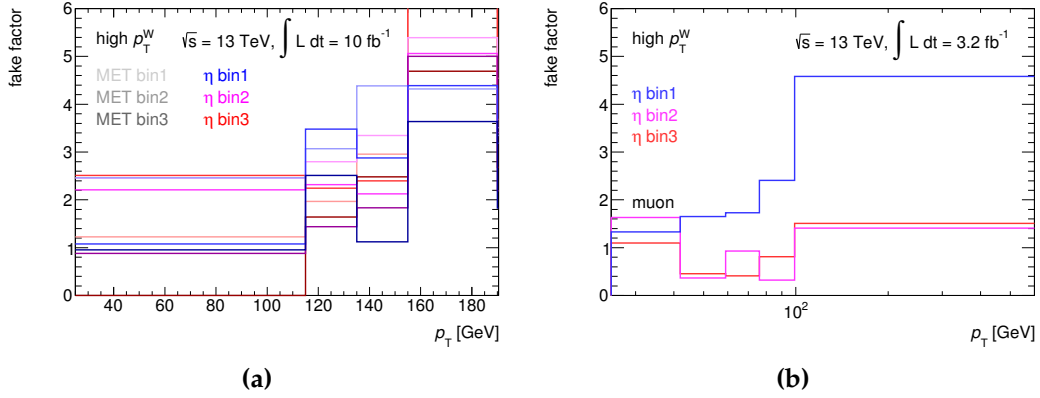 fake factor
6
5
4
3
2
1
0
high p_T^W √s = 13 TeV, ∫ L dt = 10 fb⁻¹
MET bin1 η bin1
MET bin2 η bin2
MET bin3 η bin3
40 60 80 100 120 140 160 180
p_T [GeV]
(a)
fake factor
6
5
4
3
2
1
0
high p_T^W √s = 13 TeV, ∫ L dt = 3.2 fb⁻¹
η bin1
η bin2
η bin3
muon
10²
p_T [GeV]
(b)